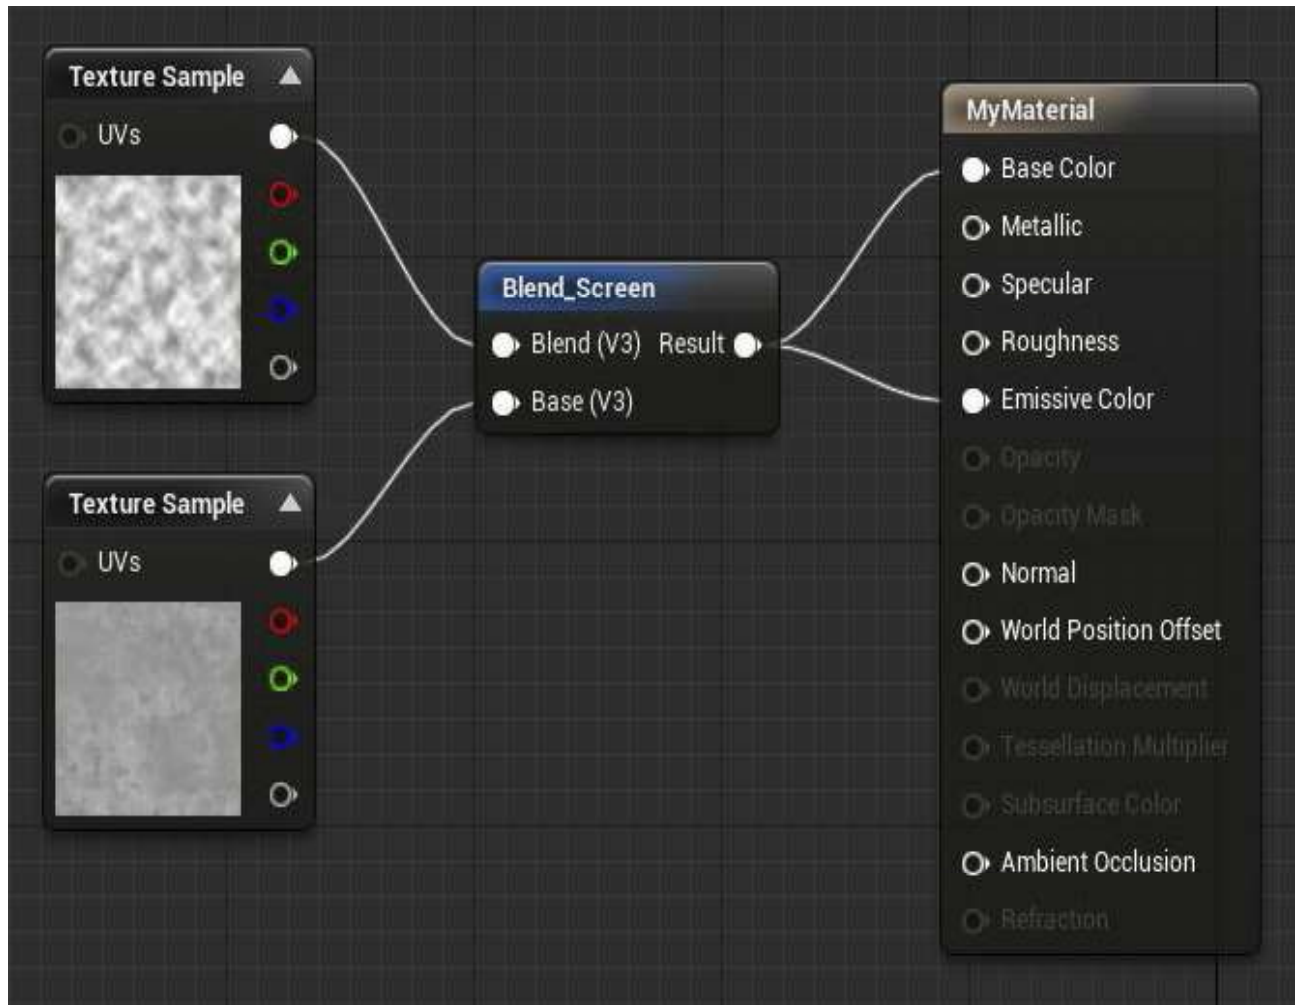 Texture Sample
UVs
Texture Sample
UVs
Blend_Screen
Blend (V3) Result
Base (V3)
MyMaterial
Base Color
Metallic
Specular
Roughness
Emissive Color
Opacity
Opacity Mask
Normal
World Position Offset
World Displacement
Tessellation Multiplier
Subsurface Color
Ambient Occlusion
Refraction